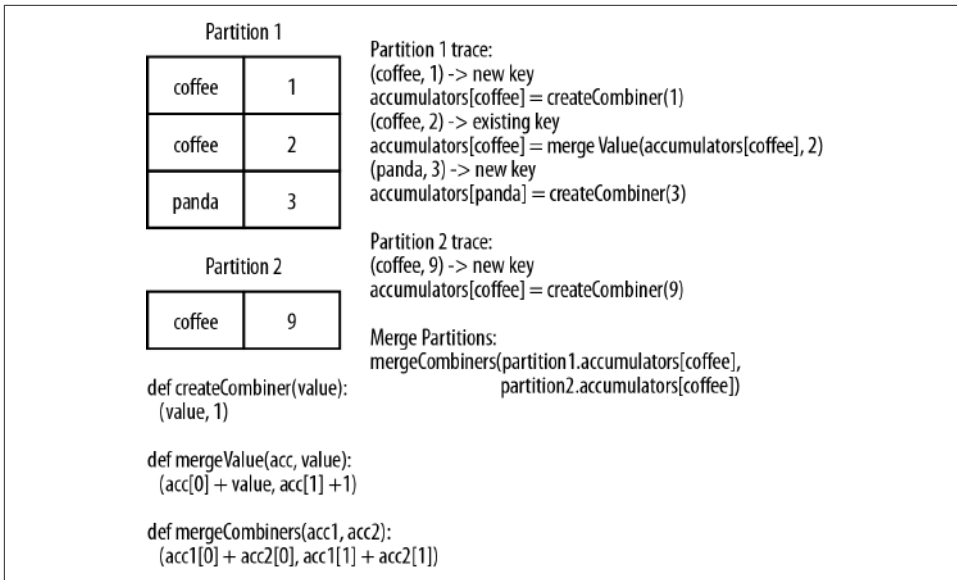 Partition 1
coffee 1
coffee 2
panda 3
Partition 2
coffee 9
def createCombiner(value):
(value, 1)
def mergeValue(acc, value):
(acc[0] + value, acc[1] +1)
def mergeCombiners(acc1, acc2):
(acc1[0] + acc2[0], acc1[1] + acc2[1])
Partition 1 trace:
(coffee, 1) -> new key
accumulators[coffee] = createCombiner(1)
(coffee, 2) -> existing key
accumulators[coffee] = merge Value(accumulators[coffee], 2)
(panda, 3) -> new key
accumulators[panda] = createCombiner(3)
Partition 2 trace:
(coffee, 9) -> new key
accumulators[coffee] = createCombiner(9)
Merge Partitions:
mergeCombiners(partition1.accumulators[coffee],
partition2.accumulators[coffee])